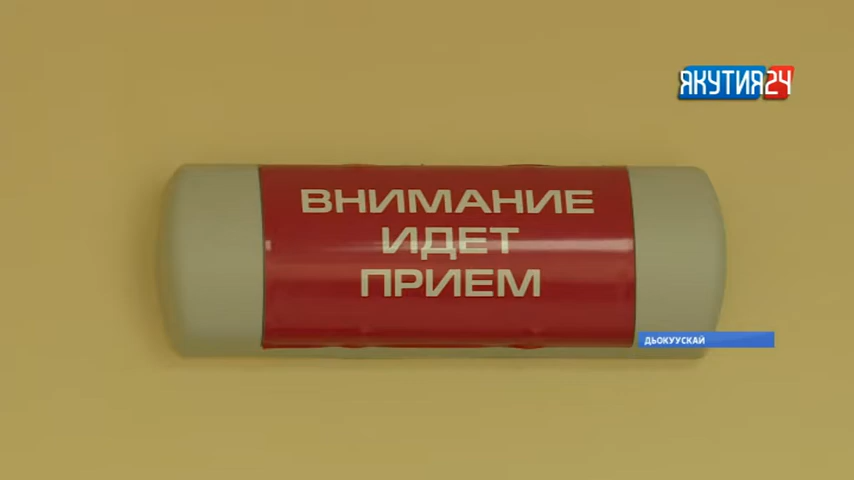 ЯКУТИЯ24
ВНИМАНИЕ
ИДЕТ
ПРИЕМ
ДЬОКУУСКАЙ